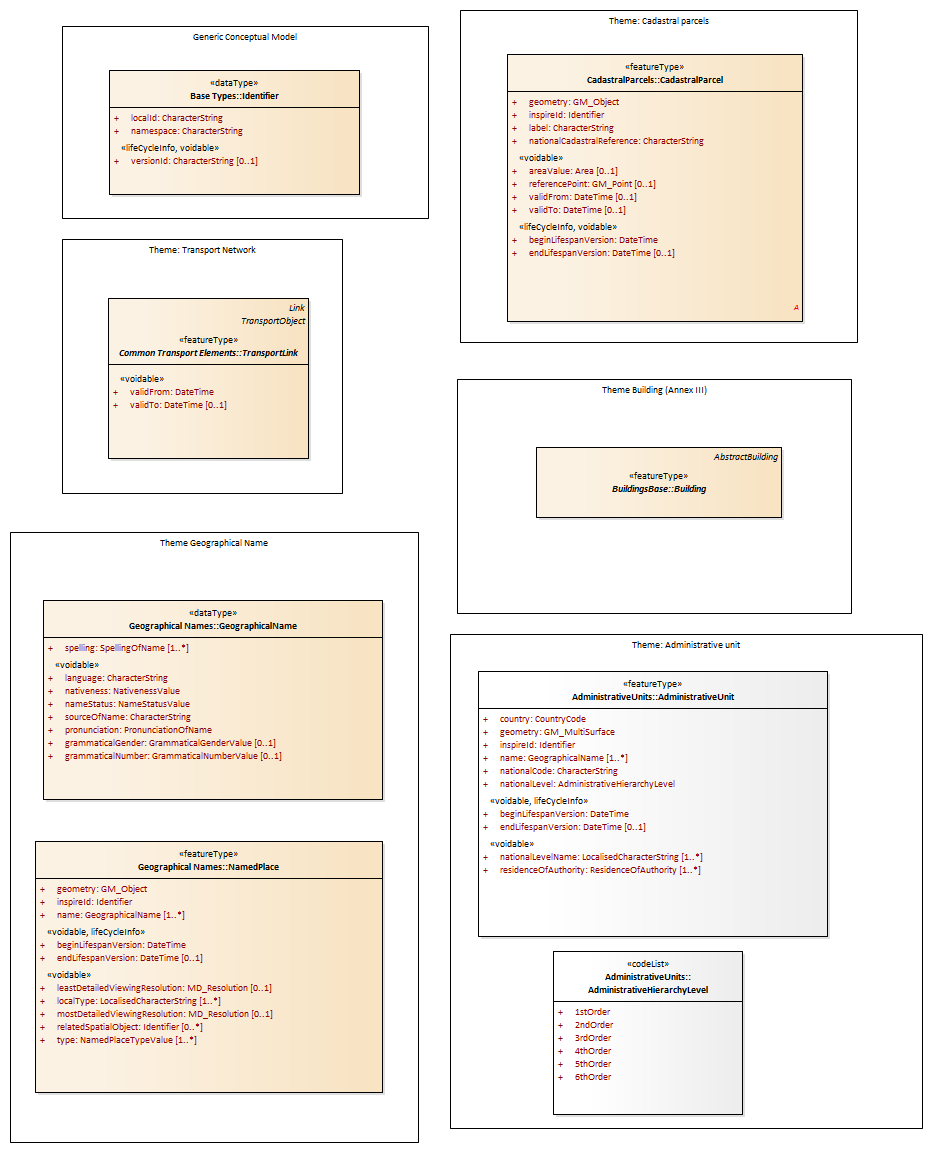 Generic Conceptual Model
«dataType»
Base Types::Identifier
+ localId: CharacterString
+ namespace: CharacterString
«lifeCycleInfo, voidable»
+ versionId: CharacterString [0..1]
Theme: Cadastral parcels
«featureType»
CadastralParcels::CadastralParcel
+ geometry: GM_Object
+ inspireId: Identifier
+ label: CharacterString
+ nationalCadastralReference: CharacterString
«voidable»
+ areaValue: Area [0..1]
+ referencePoint: GM_Point [0..1]
+ validFrom: DateTime [0..1]
+ validTo: DateTime [0..1]
«lifeCycleInfo, voidable»
+ beginLifespanVersion: DateTime
+ endLifespanVersion: DateTime [0..1]
A
Theme: Transport Network
Link
TransportObject
«featureType»
Common Transport Elements::TransportLink
«voidable»
+ validFrom: DateTime
+ validTo: DateTime [0..1]
Theme Building (Annex III)
AbstractBuilding
«featureType»
BuildingsBase::Building
Theme Geographical Name
«dataType»
Geographical Names::GeographicalName
+ spelling: SpellingOfName [1..*]
«voidable»
+ language: CharacterString
+ nativeness: NativenessValue
+ nameStatus: NameStatusValue
+ sourceOfName: CharacterString
+ pronunciation: PronunciationOfName
+ grammaticalGender: GrammaticalGenderValue [0..1]
+ grammaticalNumber: GrammaticalNumberValue [0..1]
«featureType»
Geographical Names::NamedPlace
+ geometry: GM_Object
+ inspireId: Identifier
+ name: GeographicalName [1..*]
«voidable, lifeCycleInfo»
+ beginLifespanVersion: DateTime
+ endLifespanVersion: DateTime [0..1]
«voidable»
+ leastDetailedViewingResolution: MD_Resolution [0..1]
+ localType: LocalisedCharacterString [1..*]
+ mostDetailedViewingResolution: MD_Resolution [0..1]
+ relatedSpatialObject: Identifier [0..*]
+ type: NamedPlaceTypeValue [1..*]
Theme: Administrative unit
«featureType»
AdministrativeUnits::AdministrativeUnit
+ country: CountryCode
+ geometry: GM_MultiSurface
+ inspireId: Identifier
+ name: GeographicalName [1..*]
+ nationalCode: CharacterString
+ nationalLevel: AdministrativeHierarchyLevel
«voidable, lifeCycleInfo»
+ beginLifespanVersion: DateTime
+ endLifespanVersion: DateTime [0..1]
«voidable»
+ nationalLevelName: LocalisedCharacterString [1..*]
+ residenceOfAuthority: ResidenceOfAuthority [1..*]
«codeList»
AdministrativeUnits::
AdministrativeHierarchyLevel
+ 1stOrder
+ 2ndOrder
+ 3rdOrder
+ 4thOrder
+ 5thOrder
+ 6thOrder